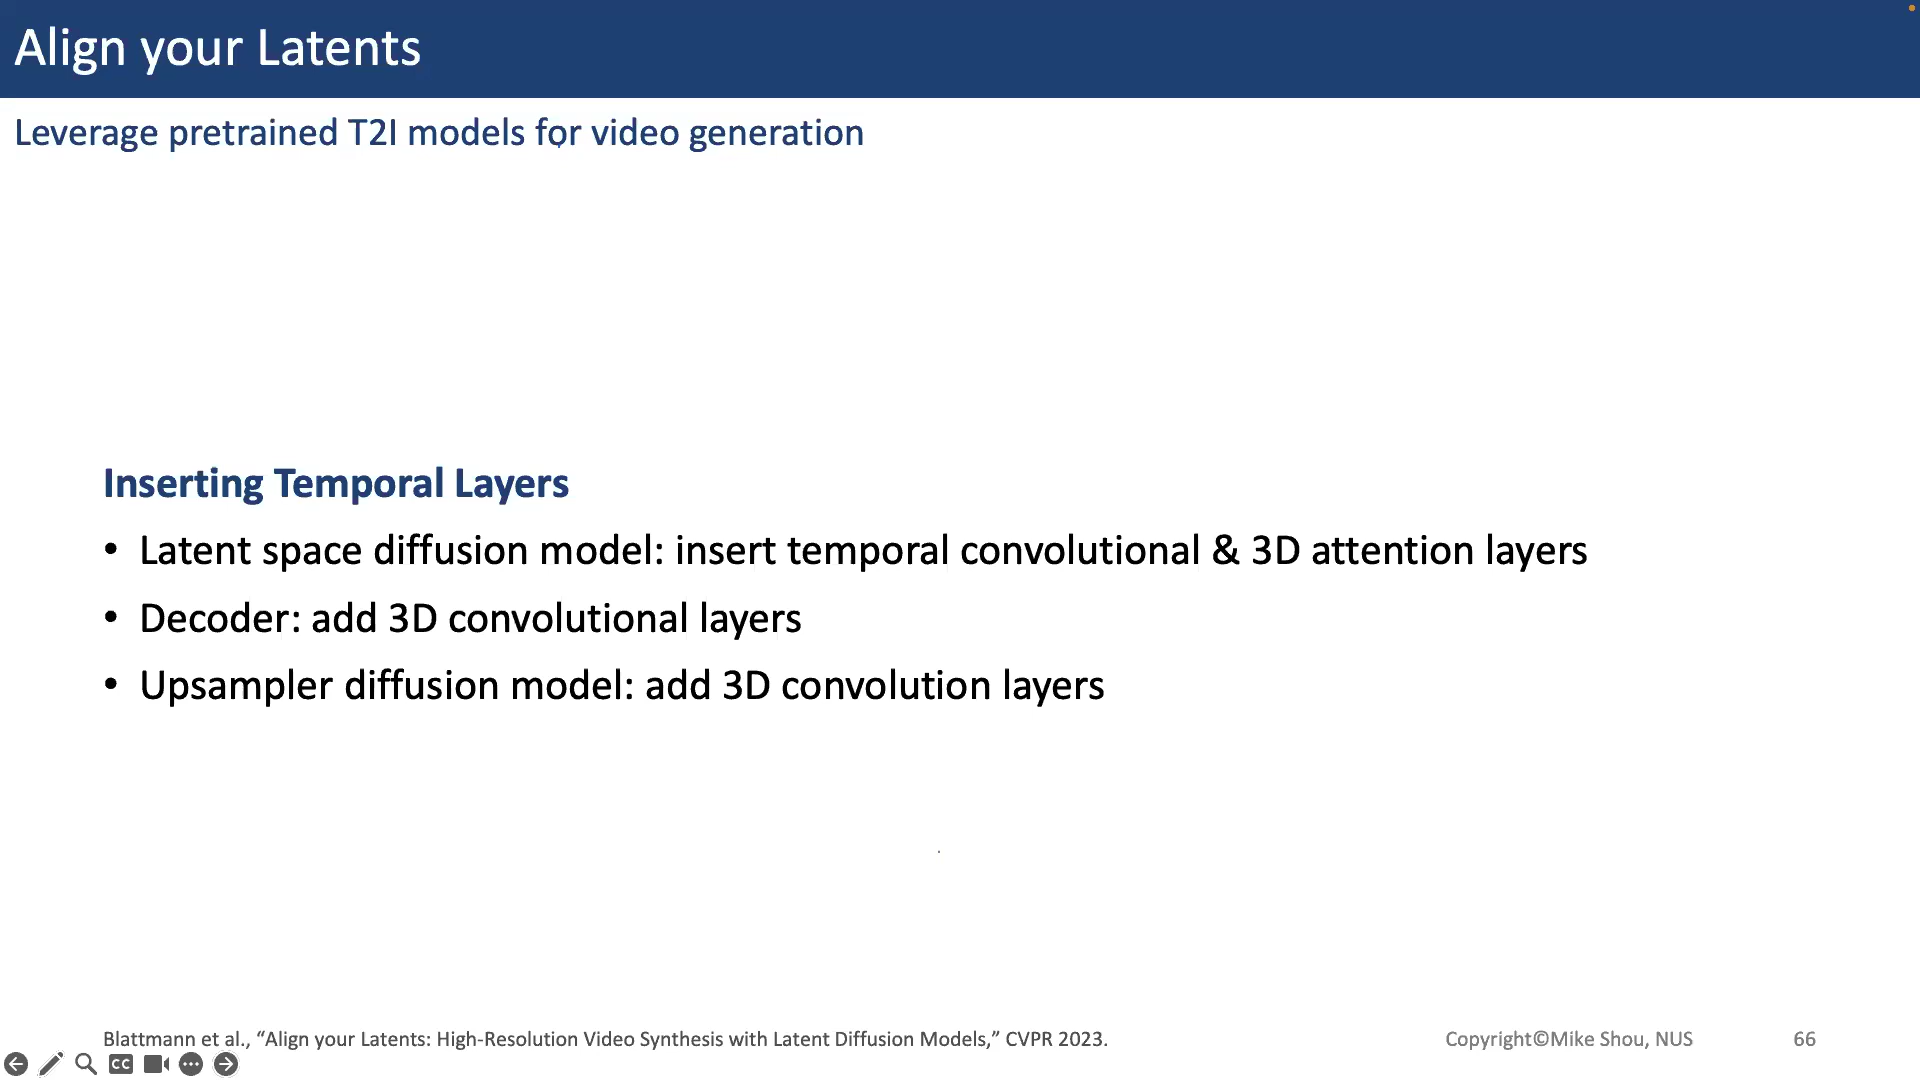 Align your Latents
Leverage pretrained T2I models for video generation
Inserting Temporal Layers
• Latent space diffusion model: insert temporal convolutional & 3D attention layers
• Decoder: add 3D convolutional layers
• Upsampler diffusion model: add 3D convolution layers
Blattmann et al., “Align your Latents: High-Resolution Video Synthesis with Latent Diffusion Models,” CVPR 2023.
Copyright©Mike Shou, NUS
66
CC